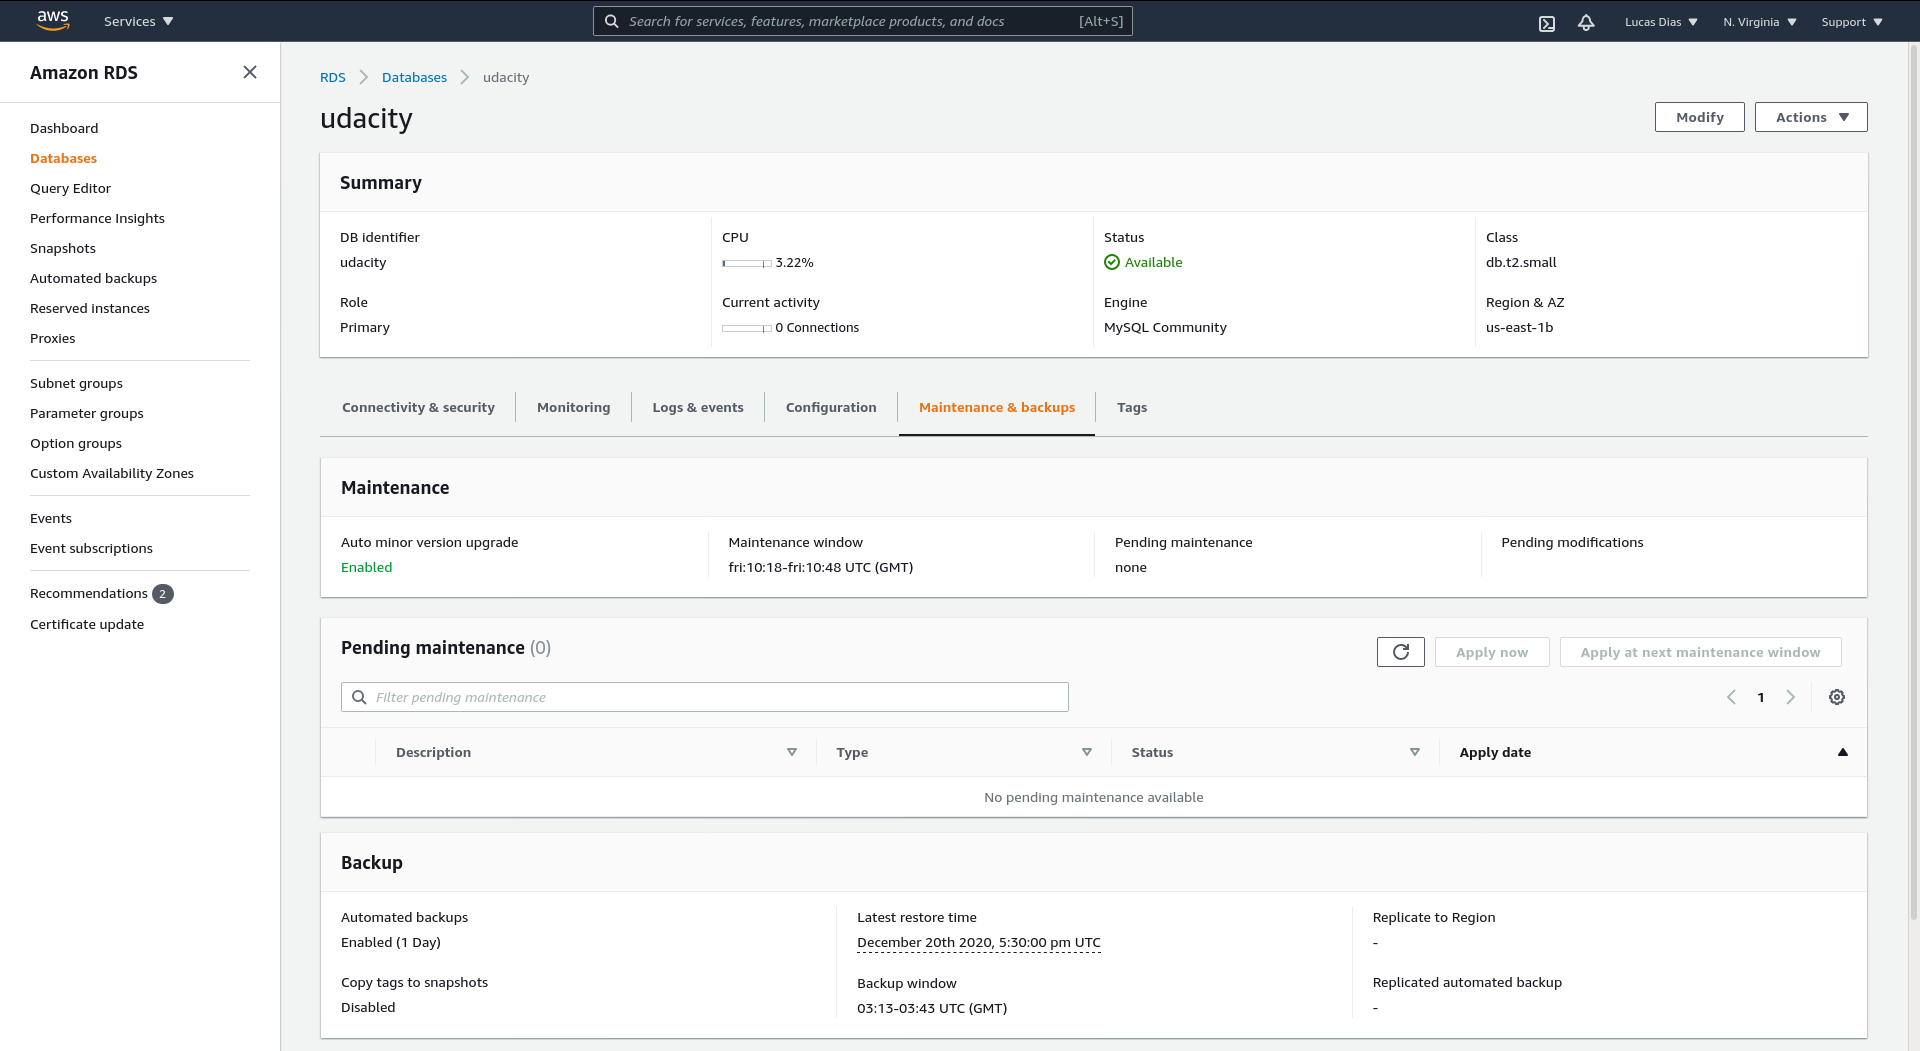 aws Services Search for services, features, marketplace products, and docs [Alt+S] Lucas Dias N. Virginia Support
Amazon RDS
Dashboard
Databases
Query Editor
Performance Insights
Snapshots
Automated backups
Reserved instances
Proxies
Subnet groups
Parameter groups
Option groups
Custom Availability Zones
Events
Event subscriptions
Recommendations 2
Certificate update
RDS Databases udacity
udacity
Modify Actions
Summary
DB identifier CPU Status Class
udacity 3.22% Available db.t2.small
Role Current activity Engine Region & AZ
Primary 0 Connections MySQL Community us-east-1b
Connectivity & security Monitoring Logs & events Configuration Maintenance & backups Tags
Maintenance
Auto minor version upgrade Maintenance window Pending maintenance Pending modifications
Enabled fri:10:18-fri:10:48 UTC (GMT) none
Pending maintenance (0) Apply now Apply at next maintenance window
Filter pending maintenance 1
Description Type Status Apply date
No pending maintenance available
Backup
Automated backups Latest restore time Replicate to Region
Enabled (1 Day) December 20th 2020, 5:30:00 pm UTC -
Copy tags to snapshots Backup window Replicated automated backup
Disabled 03:13-03:43 UTC (GMT) -